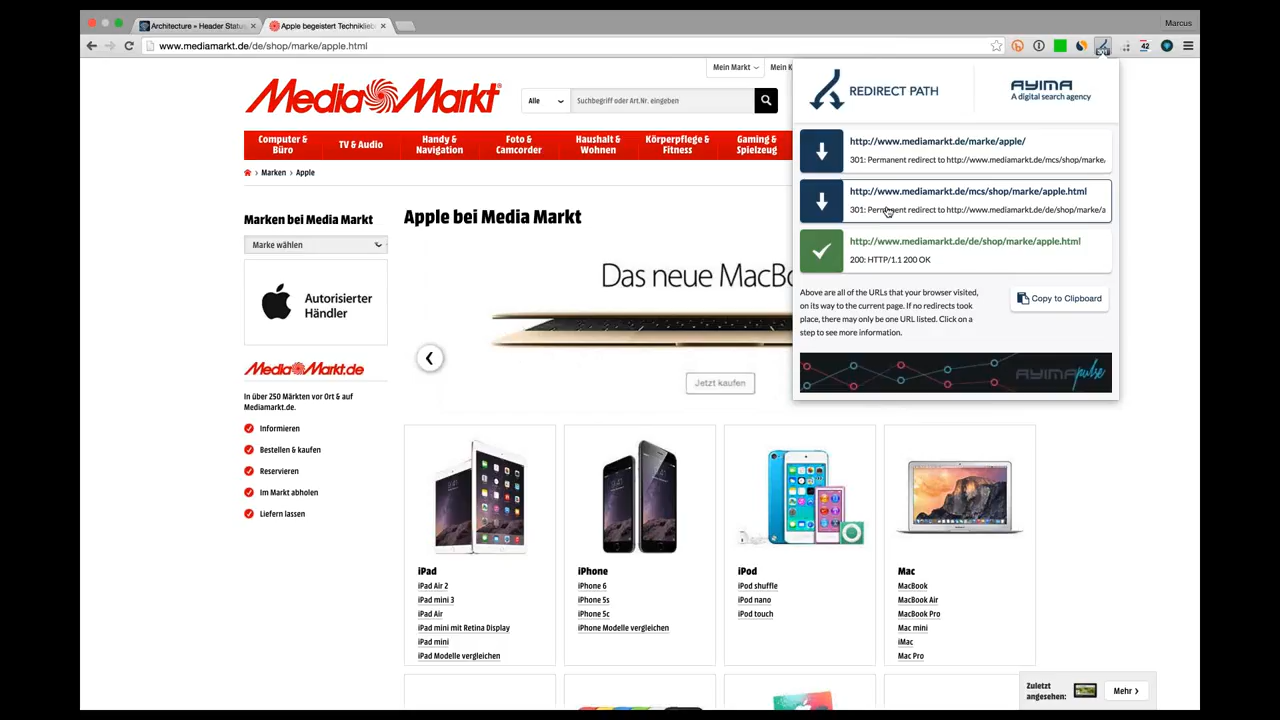 Architecture » Header Status
Apple begeistert Technikliebh
Marcus
www.mediamarkt.de/de/shop/marke/apple.html
42
301
Media Markt
Mein Markt
Mein K
Alle
Suchbegriff oder Art.Nr. eingeben
Computer &
Büro
TV & Audio
Handy &
Navigation
Foto &
Camcorder
Haushalt &
Wohnen
Körperpflege &
Fitness
Gaming &
Spielzeug
Marken
Apple
REDIRECT PATH
AYIMA
A digital search agency
http://www.mediamarkt.de/marke/apple/
301: Permanent redirect to http://www.mediamarkt.de/mcs/shop/marke/
http://www.mediamarkt.de/mcs/shop/marke/apple.html
301: Permanent redirect to http://www.mediamarkt.de/de/shop/marke/a
http://www.mediamarkt.de/de/shop/marke/apple.html
200: HTTP/1.1 200 OK
Above are all of the URLs that your browser visited,
on its way to the current page. If no redirects took
place, there may only be one URL listed. Click on a
step to see more information.
Copy to Clipboard
AYIMA pulse
Marken bei Media Markt
Marke wählen
Autorisierter
Händler
Media Markt.de
In über 250 Märkten vor Ort & auf
Mediamarkt.de.
Informieren
Bestellen & kaufen
Reservieren
Im Markt abholen
Liefern lassen
Apple bei Media Markt
Das neue MacBo
Jetzt kaufen
iPad
iPad Air 2
iPad mini 3
iPad Air
iPad mini mit Retina Display
iPad mini
iPad Modelle vergleichen
iPhone
iPhone 6
iPhone 5s
iPhone 5c
iPhone Modelle vergleichen
iPod
iPod shuffle
iPod nano
iPod touch
Mac
MacBook
MacBook Air
MacBook Pro
Mac mini
iMac
Mac Pro
Zuletzt
angesehen:
Mehr